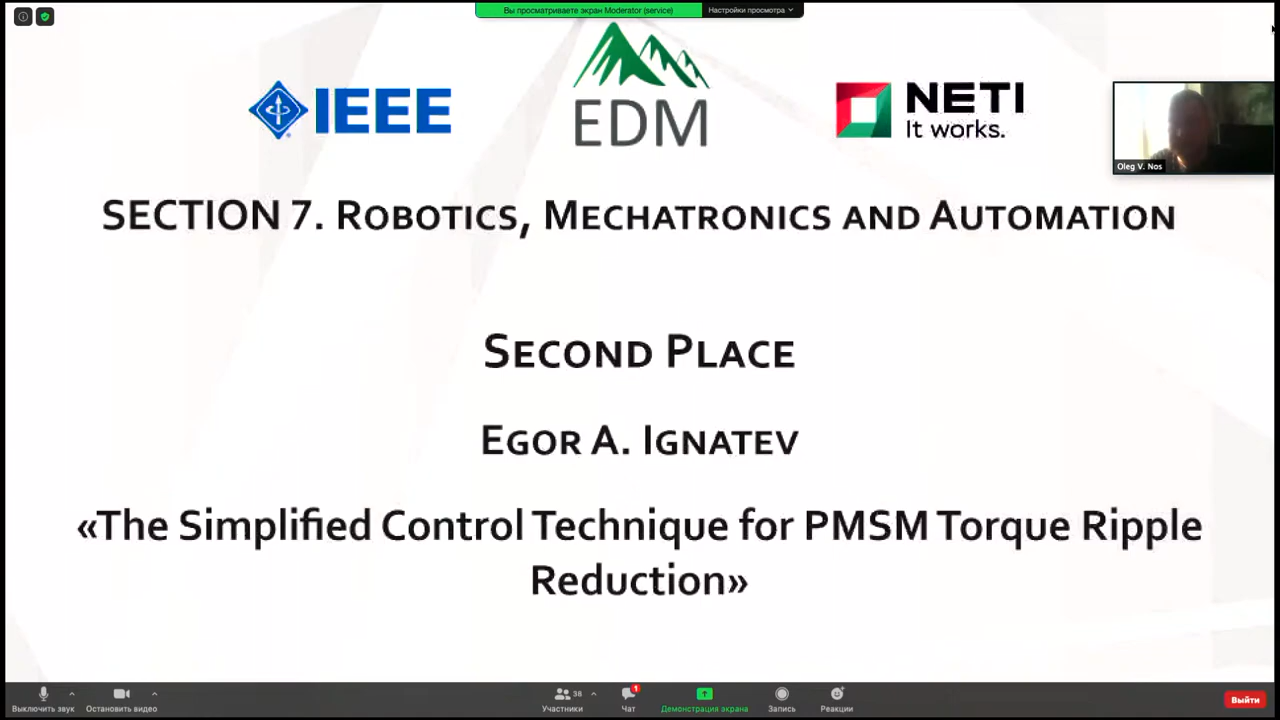 Вы просматриваете экран Moderator (service) Настройки просмотра
IEEE
EDM
NETI
It works.
Oleg V. Nos
SECTION 7. ROBOTICS, MECHATRONICS AND AUTOMATION
SECOND PLACE
EGOR A. IGNATEV
«The Simplified Control Technique for PMSM Torque Ripple
Reduction»
Выключить звук
Остановить видео
38
Участники
1
Чат
Демонстрация экрана
Запись
Реакции
Выйти